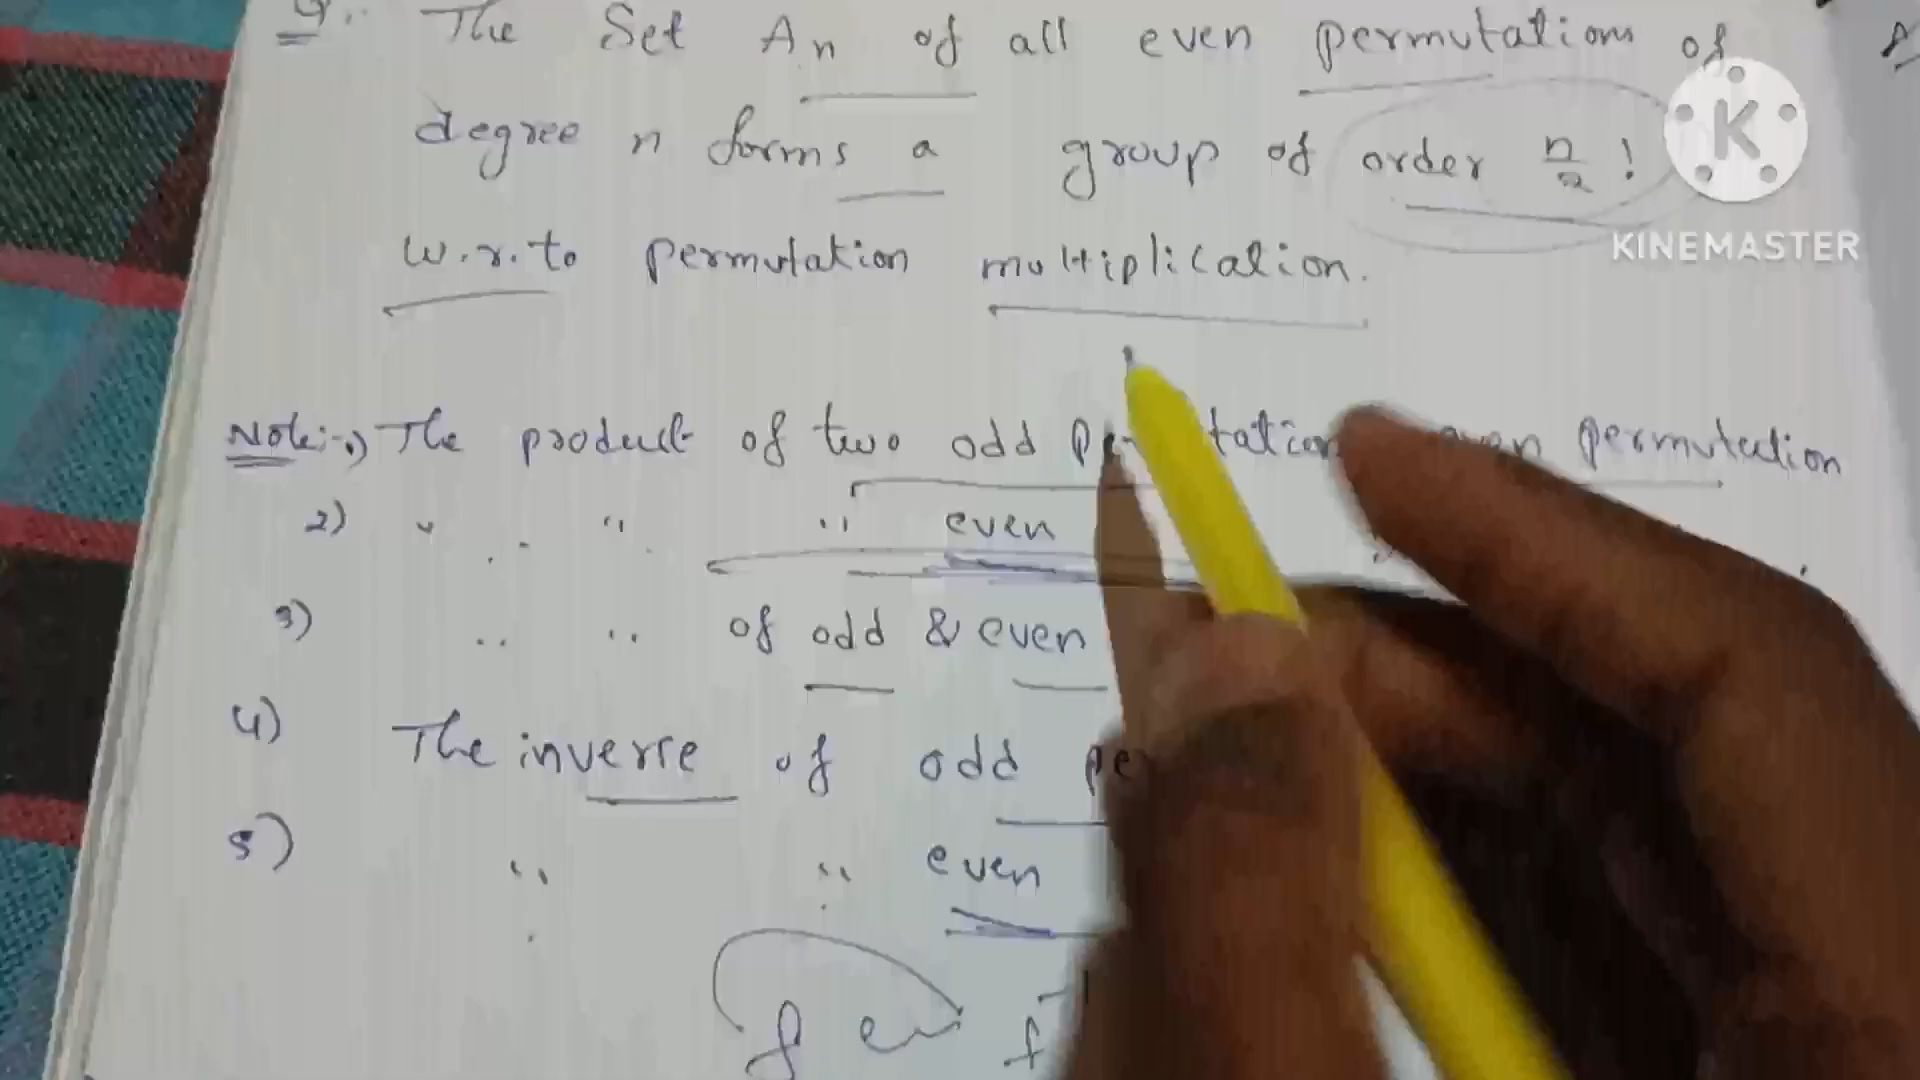 The Set An of all even permutations of
degree n forms a group of order n/2 !
w.r.to permutation multiplication.
K
KINEMASTER
Note:-1) The product of two odd even permutation
2) " " " even
3) " " of odd & even
4) The inverse of odd
5) " " even